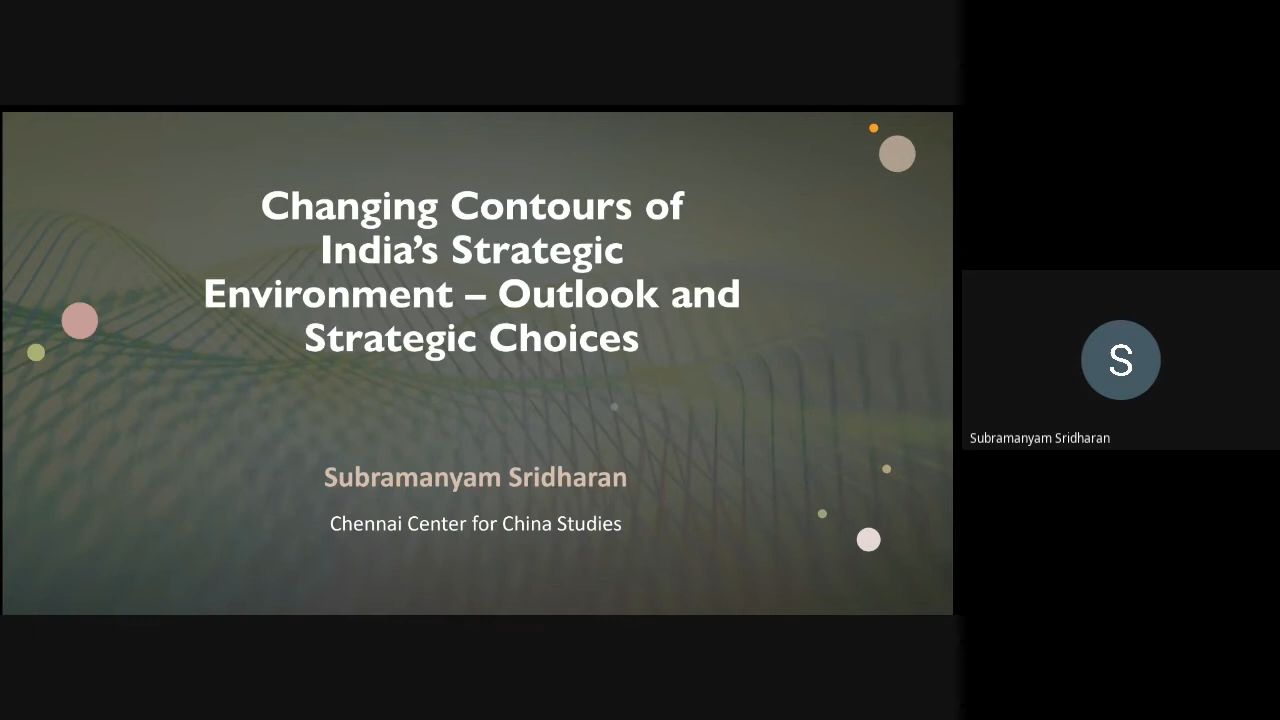 Changing Contours of
India’s Strategic
Environment – Outlook and
Strategic Choices
Subramanyam Sridharan
Chennai Center for China Studies
S
Subramanyam Sridharan